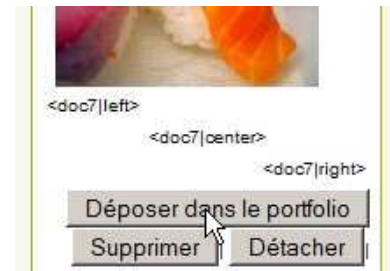 <doc7|left>
<doc7|center>
<doc7|right>
Déposer dans le portfolio
Supprimer | Détacher |